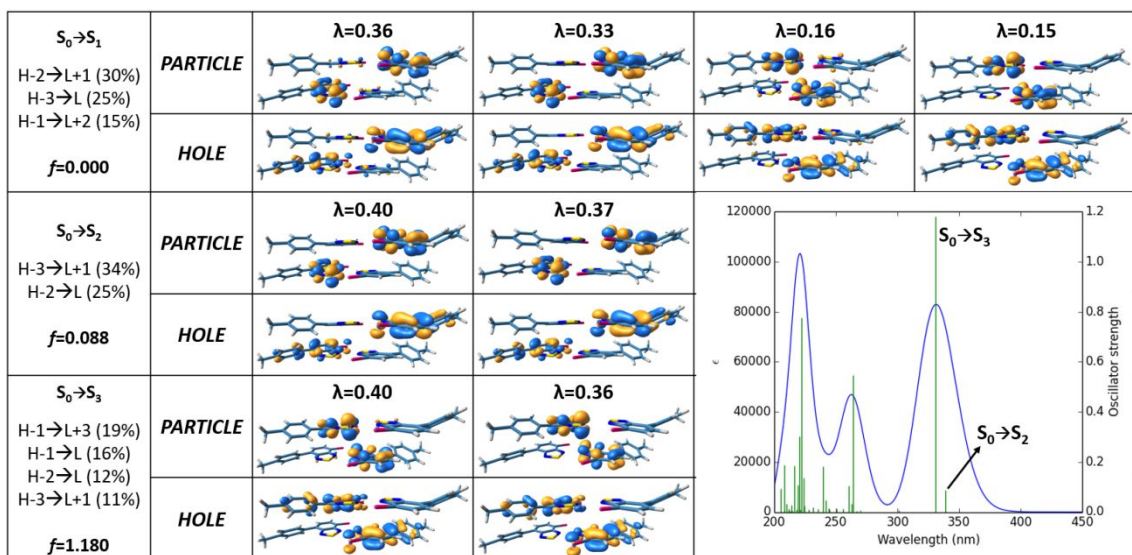 S₀→S₁
H-2→L+1 (30%)
H-3→L (25%)
H-1→L+2 (15%)
f=0.000
PARTICLE
λ=0.36
λ=0.33
λ=0.16
λ=0.15
HOLE
S₀→S₂
H-3→L+1 (34%)
H-2→L (25%)
f=0.088
PARTICLE
λ=0.40
λ=0.37
HOLE
S₀→S₃
H-1→L+3 (19%)
H-1→L (16%)
H-2→L (12%)
H-3→L+1 (11%)
f=1.180
PARTICLE
λ=0.40
λ=0.36
HOLE
120000
100000
80000
60000
40000
20000
0
ϵ
S₀→S₃
S₀→S₂
1.2
1.0
0.8
0.6
0.4
0.2
0.0
Oscillator strength
200 250 300 350 400 450
Wavelength (nm)